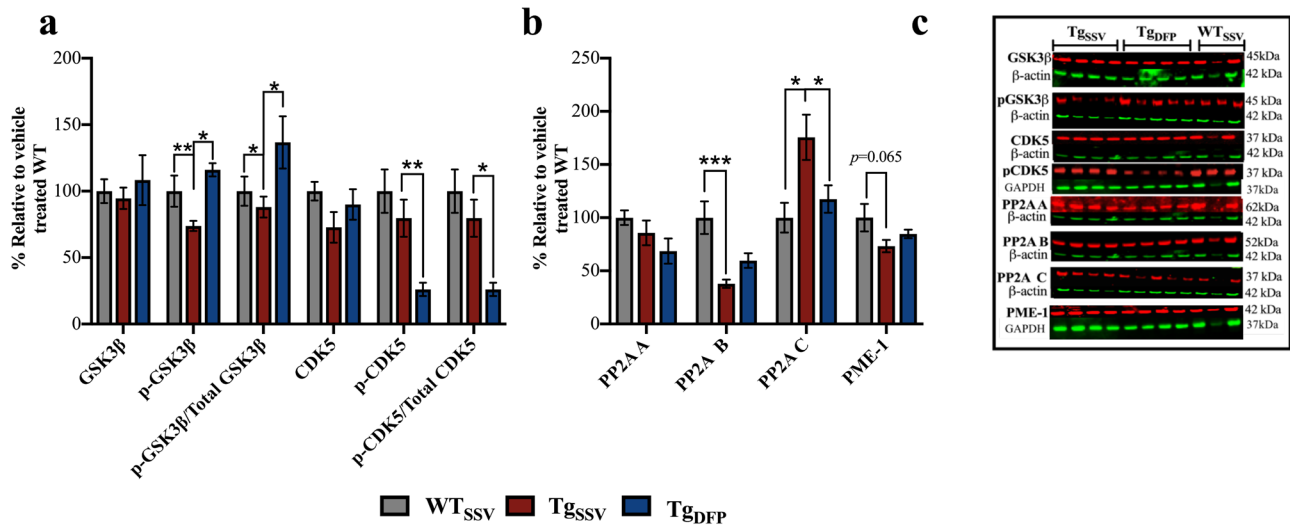 a
% Relative to vehicle
treated WT
200
150
100
50
0
**
*
*
*
**
*
GSK3β
p-GSK3β
p-GSK3β/Total GSK3β
CDK5
p-CDK5
p-CDK5/Total CDK5
b
% Relative to vehicle
treated WT
250
200
150
100
50
0
***
*
*
p=0.065
PP2A A
PP2A B
PP2A C
PME-1
WTSSV
TgSSV
TgDFP
c
TgSSV TgDFP WTSSV
GSK3β 45kDa
β-actin 42 kDa
pGSK3β 45 kDa
β-actin 42 kDa
CDK5 37 kDa
β-actin 42 kDa
pCDK5 37 kDa
GAPDH 37kDa
PP2AA 62kDa
β-actin 42 kDa
PP2A B 52kDa
β-actin 42 kDa
PP2A C 37 kDa
β-actin 42 kDa
PME-1 42 kDa
GAPDH 37kDa